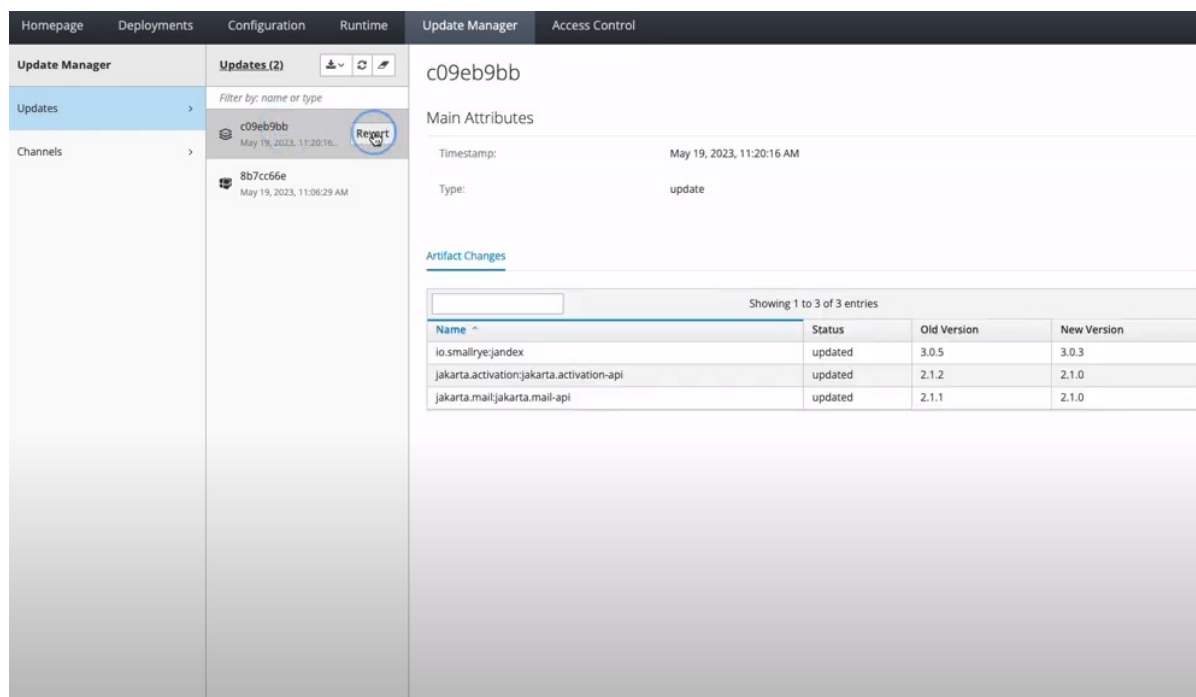 Homepage Deployments Configuration Runtime Update Manager Access Control
Update Manager
Updates
Channels
Updates (2)
Filter by: name or type
c09eb9bb
May 19, 2023, 11:20:16..
Revert
8b7cc66e
May 19, 2023, 11:06:29 AM
c09eb9bb
Main Attributes
Timestamp: May 19, 2023, 11:20:16 AM
Type: update
Artifact Changes
Showing 1 to 3 of 3 entries
Name Status Old Version New Version
io.smallrye:jandex updated 3.0.5 3.0.3
jakarta.activation:jakarta.activation-api updated 2.1.2 2.1.0
jakarta.mail:jakarta.mail-api updated 2.1.1 2.1.0